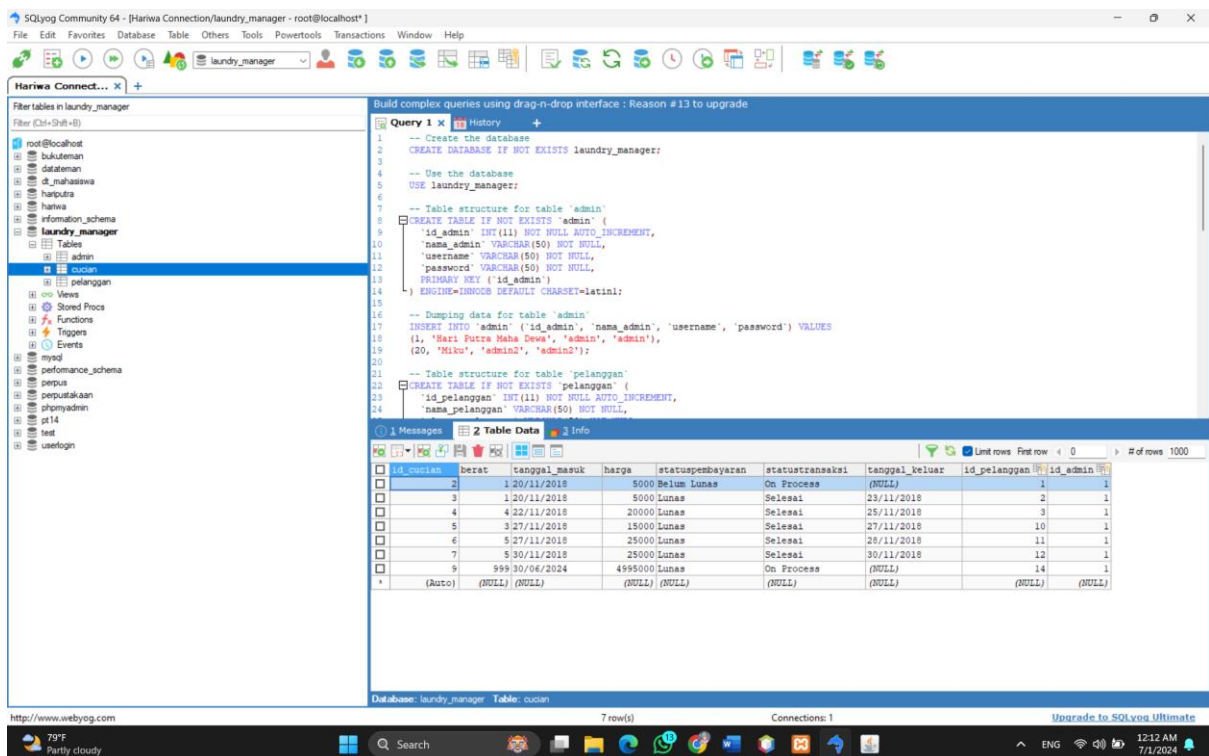 SQLyog Community 64 - [Hariwa Connection/laundry_manager - root@localhost* ]
File Edit Favorites Database Table Others Tools Powertools Transactions Window Help
laundry_manager
Hariwa Connect... x +
Filter tables in laundry_manager
Filter (Ctrl+Shift+B)
root@localhost
bukuteman
datateman
dt_mahasiswa
hariputra
hariwa
information_schema
laundry_manager
Tables
admin
cucian
pelanggan
Views
Stored Procs
Functions
Triggers
Events
mysql
performance_schema
perpus
perpustakaan
phpmyadmin
pt14
test
userlogin
Build complex queries using drag-n-drop interface : Reason #13 to upgrade
Query 1 x History +
1 -- Create the database
2 CREATE DATABASE IF NOT EXISTS laundry_manager;
3
4 -- Use the database
5 USE laundry_manager;
6
7 -- Table structure for table `admin`
8 CREATE TABLE IF NOT EXISTS `admin` (
9 `id_admin` INT(11) NOT NULL AUTO_INCREMENT,
10 `nama_admin` VARCHAR(50) NOT NULL,
11 `username` VARCHAR(50) NOT NULL,
12 `password` VARCHAR(50) NOT NULL,
13 PRIMARY KEY (`id_admin`)
14 ) ENGINE=INNODB DEFAULT CHARSET=latin1;
15
16 -- Dumping data for table `admin`
17 INSERT INTO `admin` (`id_admin`, `nama_admin`, `username`, `password`) VALUES
18 (1, 'Hari Putra Maha Dewa', 'admin', 'admin'),
19 (20, 'Miku', 'admin2', 'admin2');
20
21 -- Table structure for table `pelanggan`
22 CREATE TABLE IF NOT EXISTS `pelanggan` (
23 `id_pelanggan` INT(11) NOT NULL AUTO_INCREMENT,
24 `nama_pelanggan` VARCHAR(50) NOT NULL,
1 Messages 2 Table Data 3 Info
Limit rows First row 0 # of rows 1000
id_cucian berat tanggal_masuk harga statuspembayaran statustransaksi tanggal_keluar id_pelanggan id_admin
2 1 20/11/2018 5000 Belum Lunas On Process (NULL) 1 1
3 1 20/11/2018 5000 Lunas Selesai 23/11/2018 2 1
4 4 22/11/2018 20000 Lunas Selesai 25/11/2018 3 1
5 3 27/11/2018 15000 Lunas Selesai 27/11/2018 10 1
6 5 27/11/2018 25000 Lunas Selesai 28/11/2018 11 1
7 5 30/11/2018 25000 Lunas Selesai 30/11/2018 12 1
9 999 30/06/2024 4995000 Lunas On Process (NULL) 14 1
* (Auto) (NULL) (NULL) (NULL) (NULL) (NULL) (NULL) (NULL) (NULL)
Database: laundry_manager Table: cucian
http://www.webyog.com 7 row(s) Connections: 1 Upgrade to SQLyog Ultimate
79°F
Partly cloudy
Search
13
ENG
12:12 AM
7/1/2024